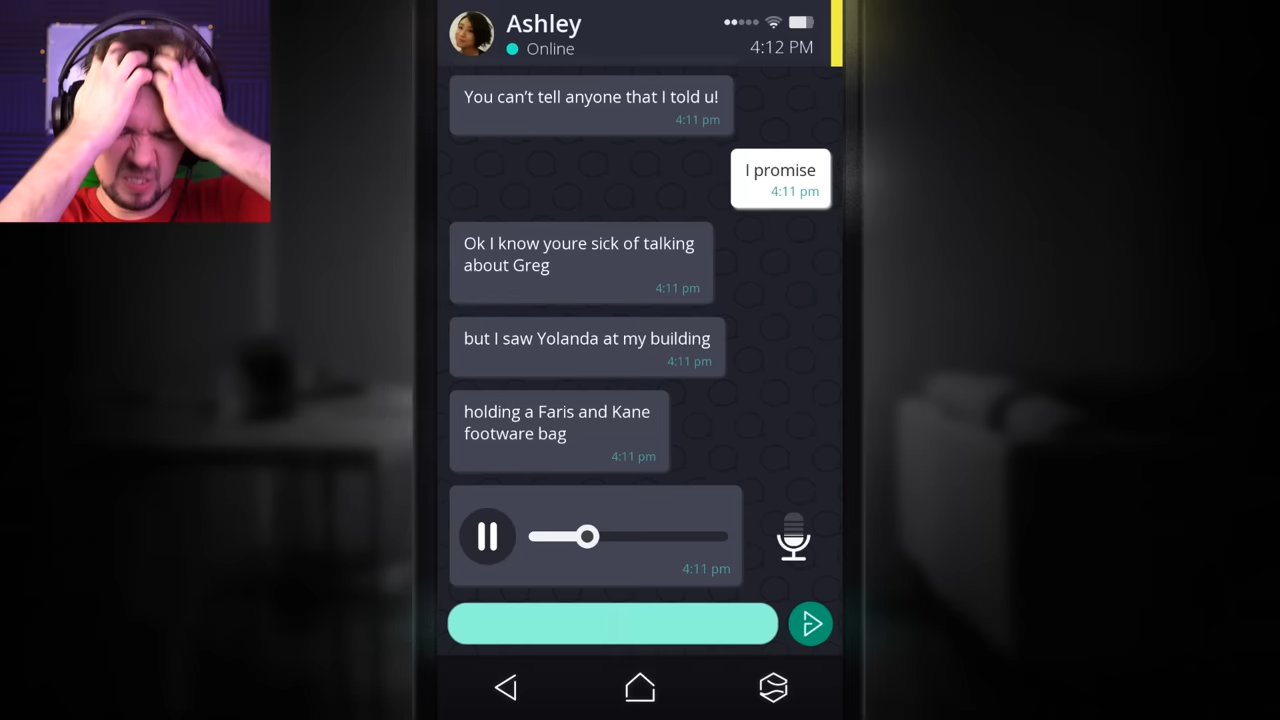 Ashley
Online
4:12 PM
You can't tell anyone that I told u!
4:11 pm
I promise
4:11 pm
Ok I know youre sick of talking
about Greg
4:11 pm
but I saw Yolanda at my building
4:11 pm
holding a Faris and Kane
footware bag
4:11 pm
4:11 pm